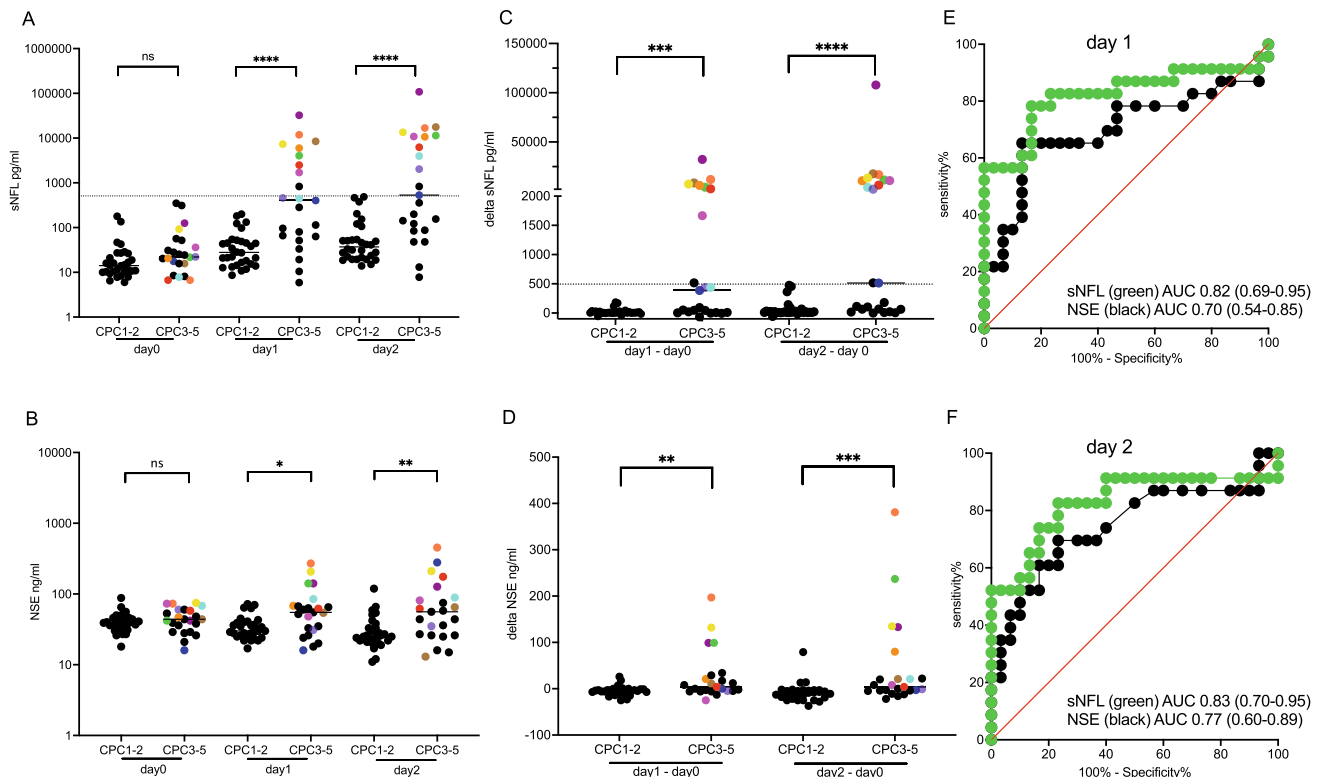 A
sNFL pg/ml
1000000
100000
10000
1000
100
10
1
ns
****
****
CPC1-2 CPC3-5 CPC1-2 CPC3-5 CPC1-2 CPC3-5
day0 day1 day2
C
delta sNFL pg/ml
150000
100000
50000
2000
1500
1000
500
0
***
****
CPC1-2 CPC3-5 CPC1-2 CPC3-5
day1 - day0 day2 - day 0
E
day 1
sensitivity%
100
80
60
40
20
0
sNFL (green) AUC 0.82 (0.69-0.95)
NSE (black) AUC 0.70 (0.54-0.85)
0 20 40 60 80 100
100% - Specificity%
B
NSE ng/ml
10000
1000
100
10
1
ns
*
**
CPC1-2 CPC3-5 CPC1-2 CPC3-5 CPC1-2 CPC3-5
day0 day1 day2
D
delta NSE ng/ml
500
400
300
200
100
0
-100
**
***
CPC1-2 CPC3-5 CPC1-2 CPC3-5
day1 - day0 day2 - day0
F
day 2
sensitivity%
100
80
60
40
20
0
sNFL (green) AUC 0.83 (0.70-0.95)
NSE (black) AUC 0.77 (0.60-0.89)
0 20 40 60 80 100
100% - Specificity%